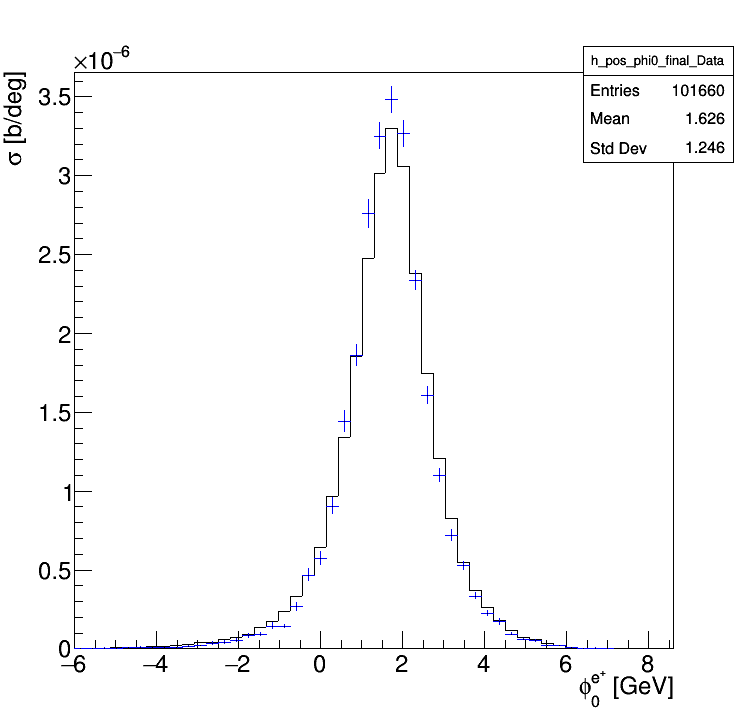 ×10⁻⁶
h_pos_phi0_final_Data
Entries 101660
Mean 1.626
Std Dev 1.246
σ [b/deg]
3.5
3
2.5
2
1.5
1
0.5
0
−6 −4 −2 0 2 4 6 8
ϕ₀^{e⁺} [GeV]